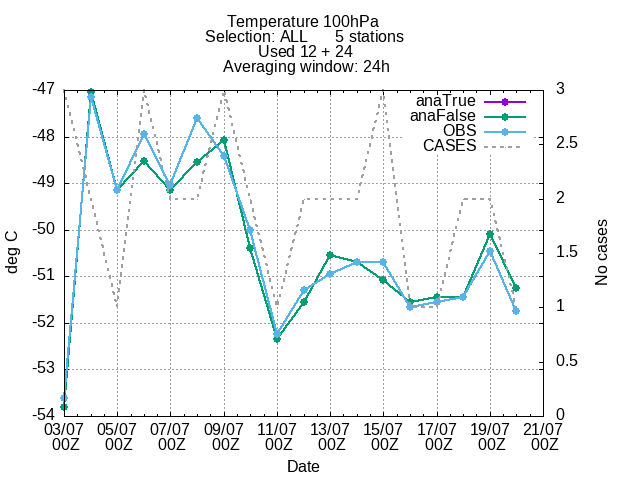 Temperature 100hPa
Selection: ALL 5 stations
Used 12 + 24
Averaging window: 24h
-47
-48
-49
-50
-51
-52
-53
-54
deg C
3
2.5
2
1.5
1
0.5
0
No cases
anaTrue
anaFalse
OBS
CASES
03/07 05/07 07/07 09/07 11/07 13/07 15/07 17/07 19/07 21/07
00Z 00Z 00Z 00Z 00Z 00Z 00Z 00Z 00Z 00Z
Date